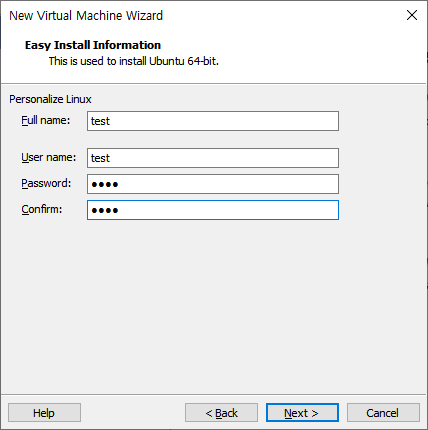 New Virtual Machine Wizard
Easy Install Information
This is used to install Ubuntu 64-bit.
Personalize Linux
Full name: test
User name: test
Password: ●●●●
Confirm: ●●●●
Help < Back Next > Cancel